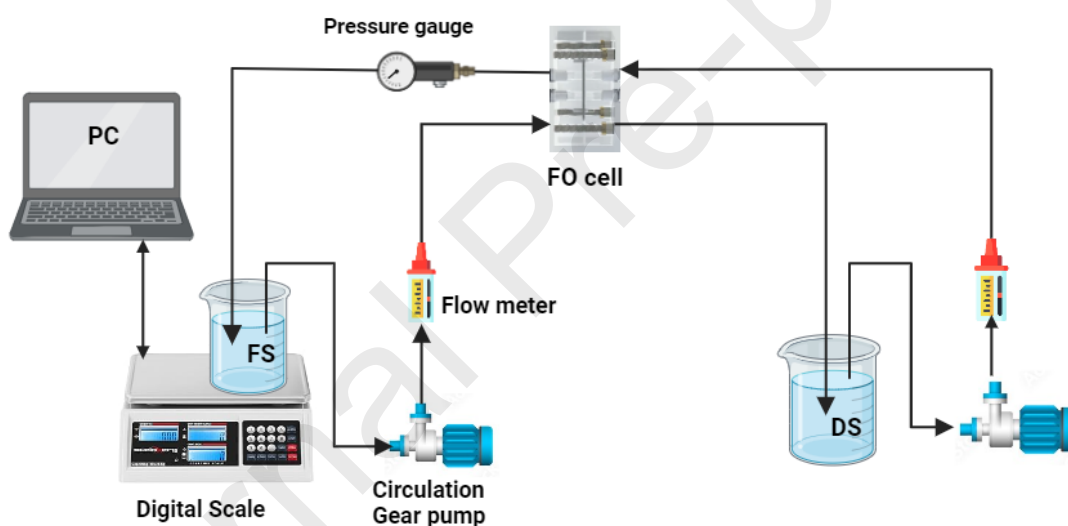 Pressure gauge
PC
FO cell
FS
Flow meter
DS
Digital Scale
Circulation
Gear pump